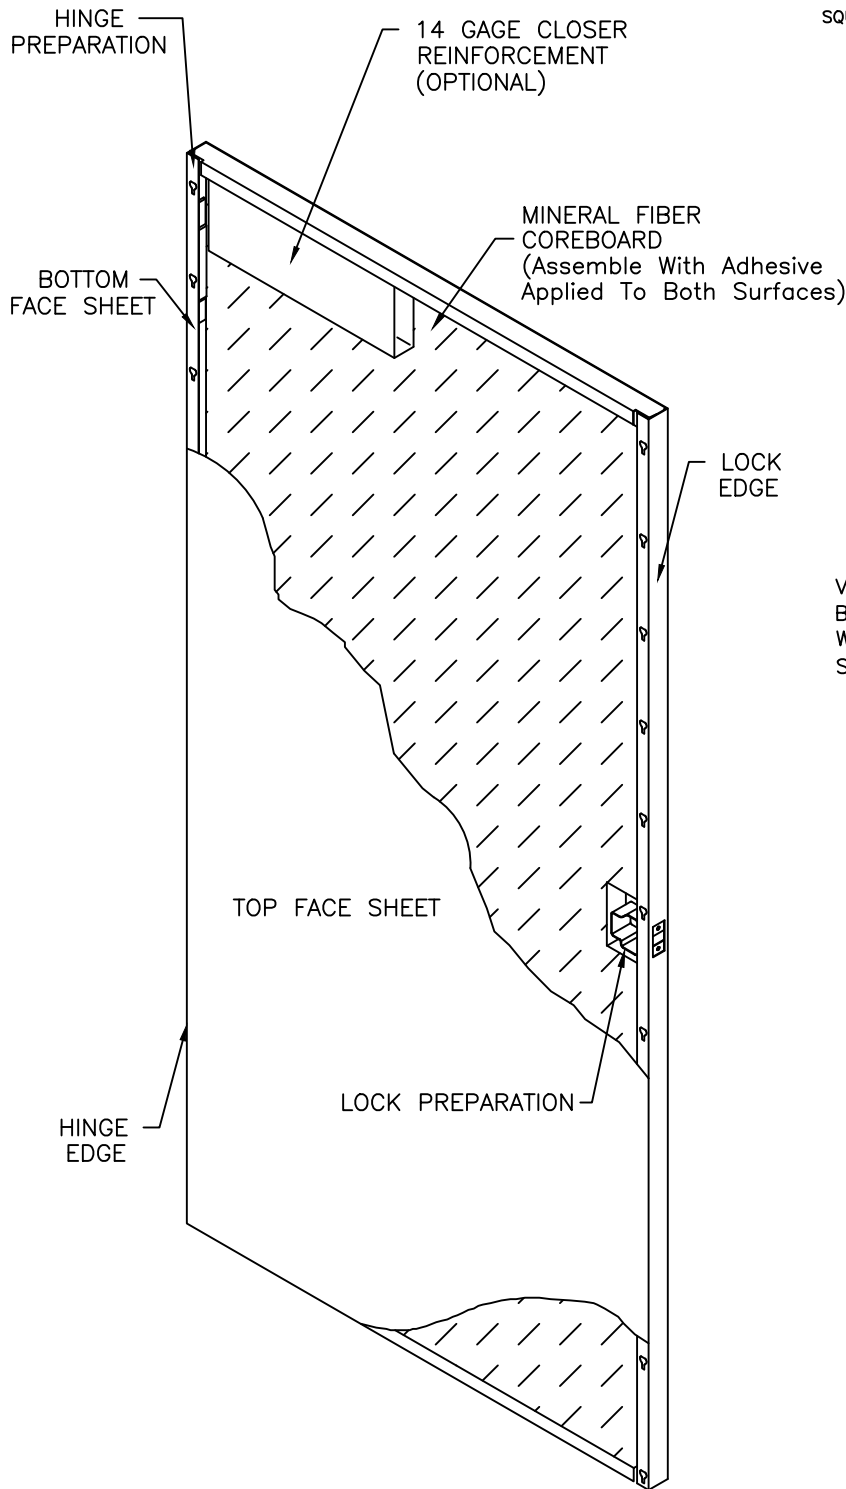 HINGE
PREPARATION
14 GAGE CLOSER
REINFORCEMENT
(OPTIONAL)
MINERAL FIBER
COREBOARD
(Assemble With Adhesive
Applied To Both Surfaces)
BOTTOM
FACE SHEET
LOCK
EDGE
TOP FACE SHEET
LOCK PREPARATION
HINGE
EDGE